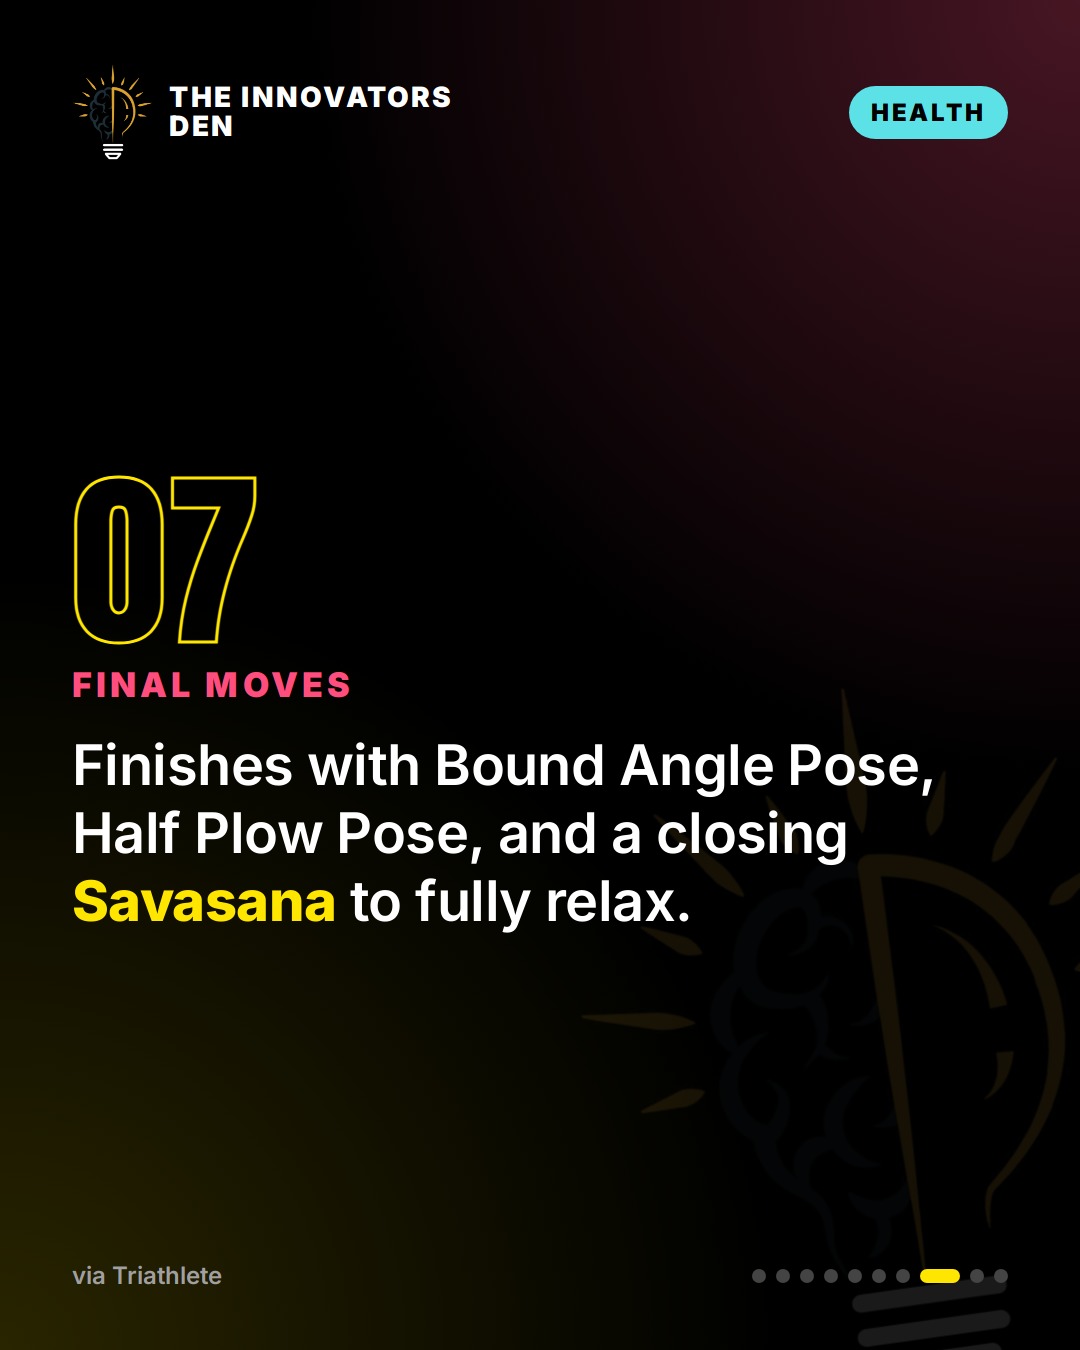 THE INNOVATORS
DEN
HEALTH
07
FINAL MOVES
Finishes with Bound Angle Pose,
Half Plow Pose, and a closing
Savasana to fully relax.
via Triathlete